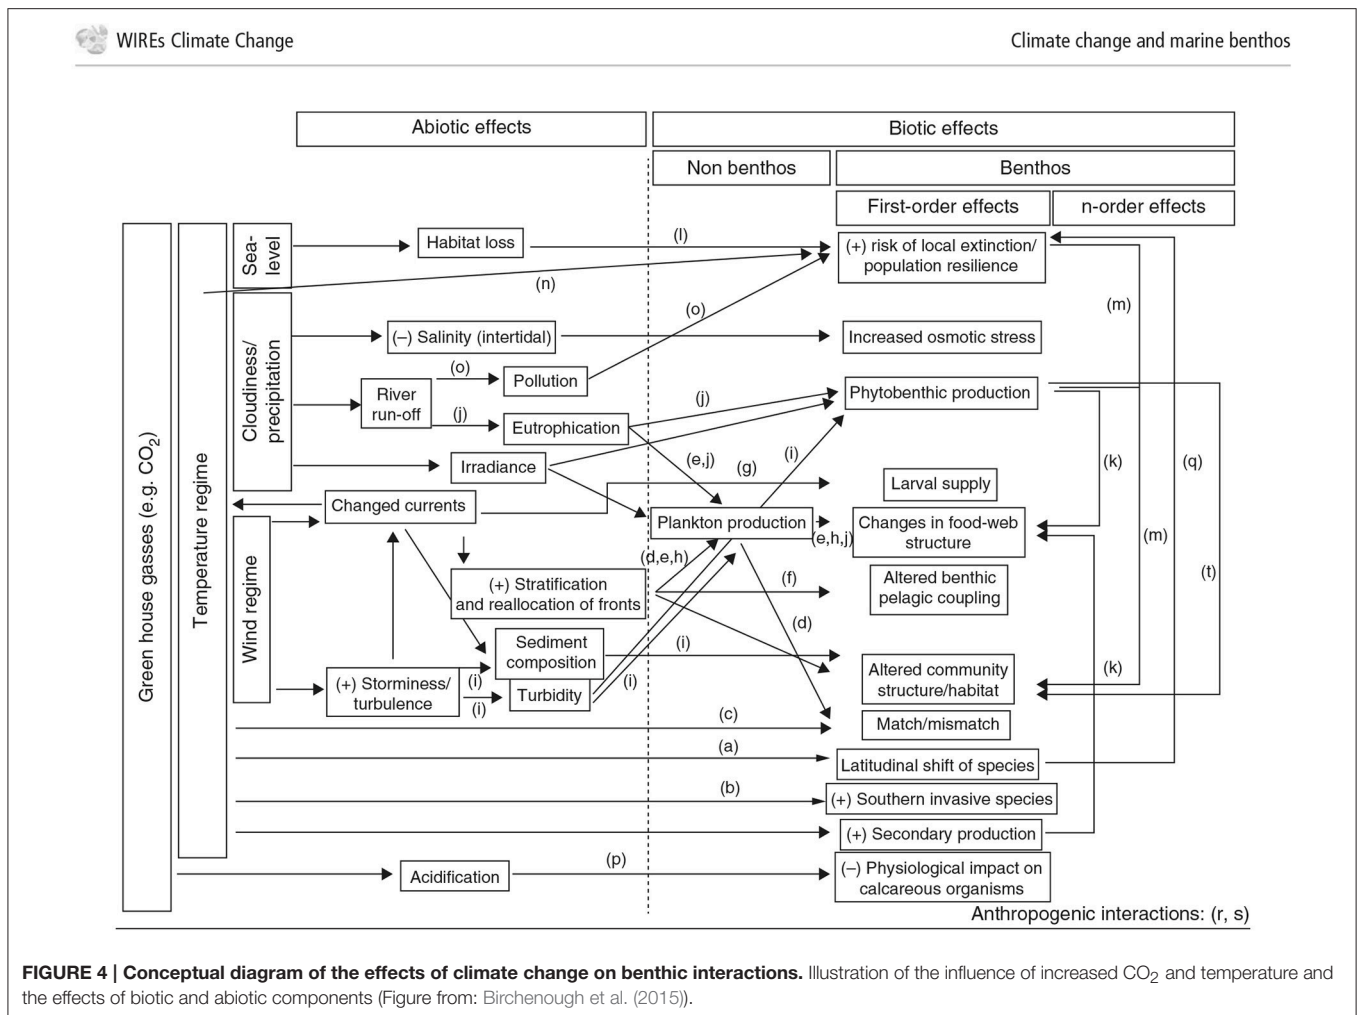 WIREs Climate Change
Climate change and marine benthos
Abiotic effects
Biotic effects
Non benthos
Benthos
First-order effects
n-order effects
Green house gasses (e.g. CO2)
Temperature regime
Sea-
level
Cloudiness/
precipitation
Wind regime
Habitat loss
(l)
(+) risk of local extinction/
population resilience
(n)
(m)
(o)
(–) Salinity (intertidal)
Increased osmotic stress
(o)
Pollution
River
run-off
(j)
Eutrophication
(j)
Phytobenthic production
Irradiance
(e,j)
(g)
(i)
(k)
(q)
Larval supply
Changed currents
Plankton production
(e,h,j)
Changes in food-web
structure
(m)
(d,e,h)
(+) Stratification
and reallocation of fronts
(f)
Altered benthic
pelagic coupling
(t)
(d)
Sediment
composition
(i)
(i)
Altered community
structure/habitat
(k)
(+) Storminess/
turbulence
(i)
(i)
Turbidity
(c)
Match/mismatch
(a)
Latitudinal shift of species
(b)
(+) Southern invasive species
(+) Secondary production
Acidification
(p)
(–) Physiological impact on
calcareous organisms
Anthropogenic interactions: (r, s)
FIGURE 4 | Conceptual diagram of the effects of climate change on benthic interactions. Illustration of the influence of increased CO2 and temperature and
the effects of biotic and abiotic components (Figure from: Birchenough et al. (2015)).